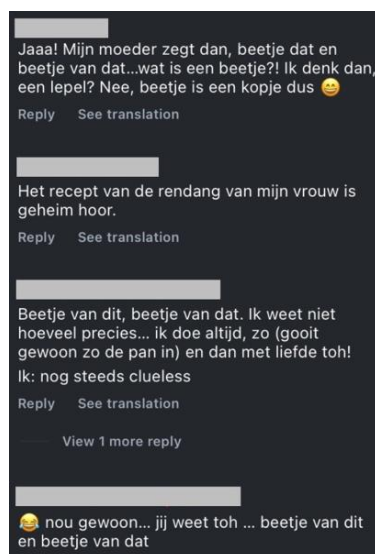 Jaaa! Mijn moeder zegt dan, beetje dat en
beetje van dat...wat is een beetje?! Ik denk dan,
een lepel? Nee, beetje is een kopje dus 😄
Reply See translation
Het recept van de rendang van mijn vrouw is
geheim hoor.
Reply See translation
Beetje van dit, beetje van dat. Ik weet niet
hoeveel precies... ik doe altijd, zo (gooit
gewoon zo de pan in) en dan met liefde toh!
Ik: nog steeds clueless
Reply See translation
View 1 more reply
😂 nou gewoon... jij weet toh ... beetje van dit
en beetje van dat